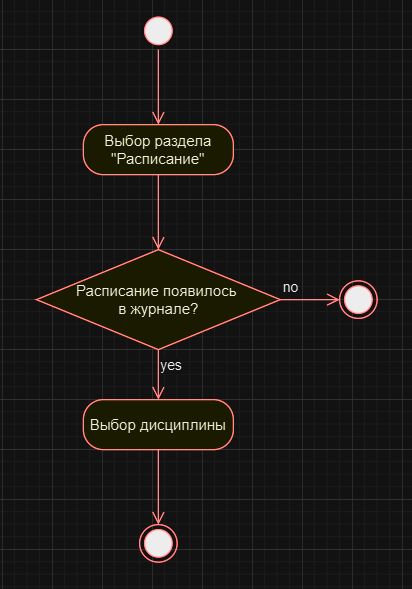 Выбор раздела
"Расписание"
Расписание появилось
в журнале?
no
yes
Выбор дисциплины